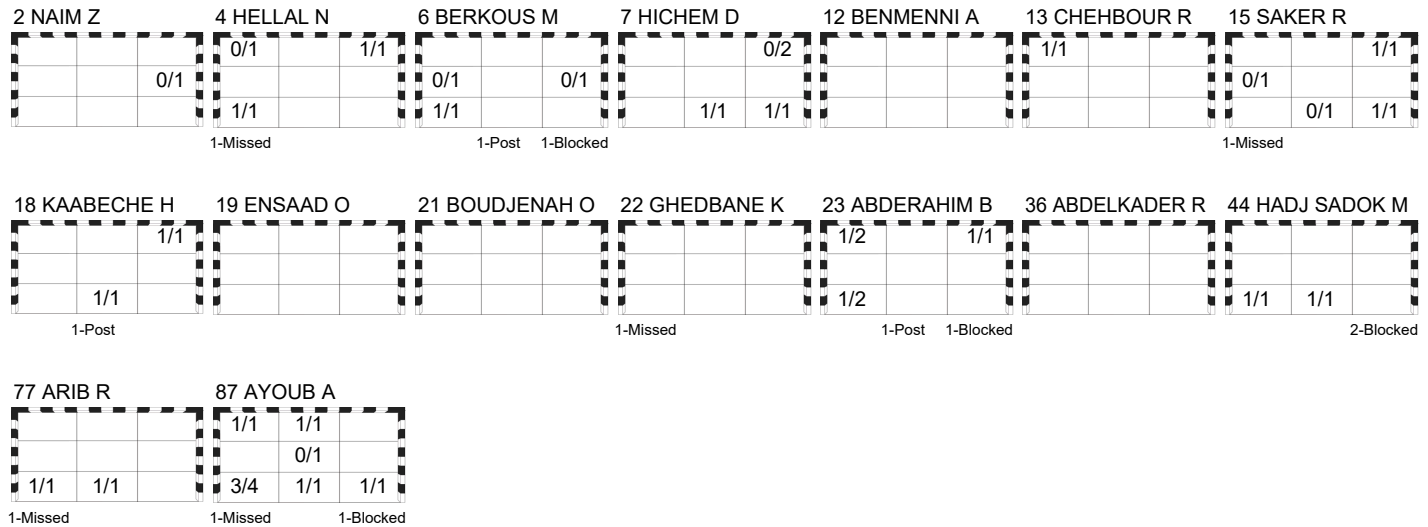 2 NAIM Z 4 HELLAL N 6 BERKOUS M 7 HICHEM D 12 BENMENNI A 13 CHEHBOUR R 15 SAKER R
0/1 1/1 0/2 1/1 1/1
0/1 0/1 0/1 0/1
1/1 1/1 1/1 1/1 0/1 1/1
1-Missed 1-Post 1-Blocked 1-Missed
18 KAABECHE H 19 ENSAAD O 21 BOUDJENAH O 22 GHEDBANE K 23 ABDERAHIM B 36 ABDELKADER R 44 HADJ SADOK M
1/1 1/2 1/1
1/1 1/2 1/1 1/1
1-Post 1-Missed 1-Post 1-Blocked 2-Blocked
77 ARIB R 87 AYOUB A
1/1 1/1
0/1
1/1 1/1 3/4 1/1 1/1
1-Missed 1-Missed 1-Blocked